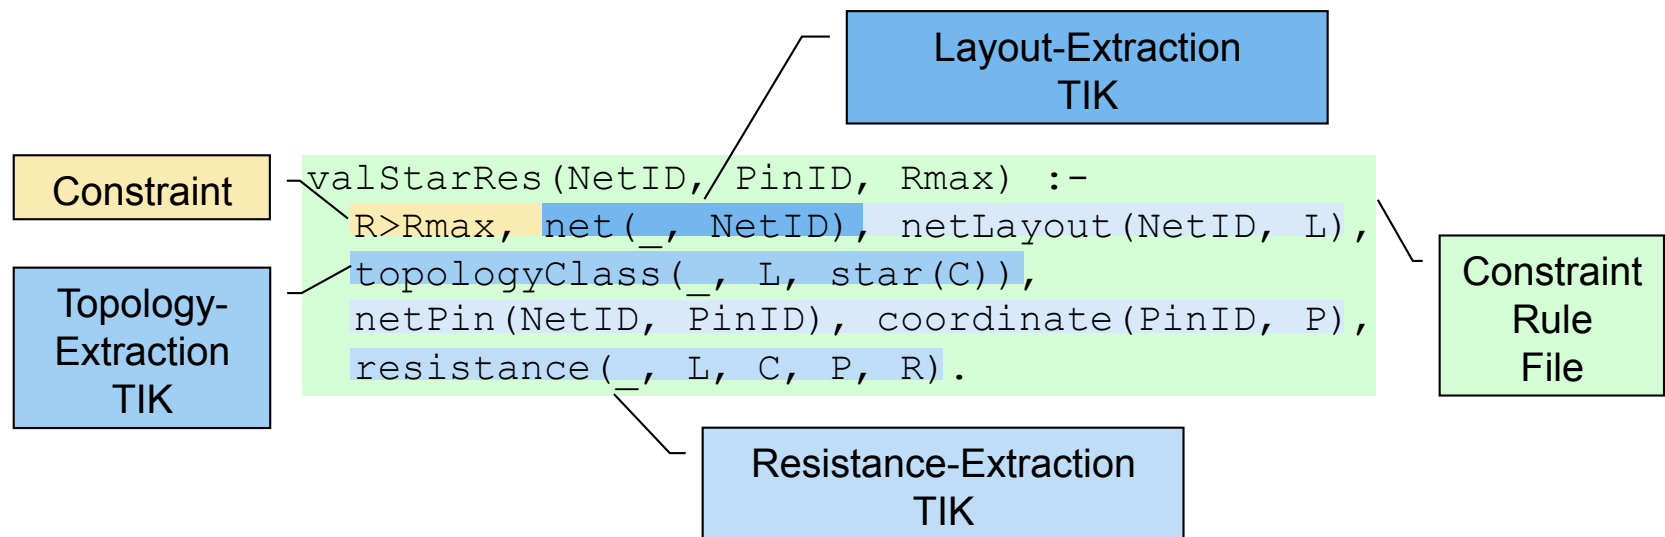 Layout-Extraction
TIK
Constraint
valStarRes(NetID, PinID, Rmax) :-
R>Rmax, net(_, NetID), netLayout(NetID, L),
topologyClass(_, L, star(C)),
netPin(NetID, PinID), coordinate(PinID, P),
resistance(_, L, C, P, R).
Topology-
Extraction
TIK
Constraint
Rule
File
Resistance-Extraction
TIK